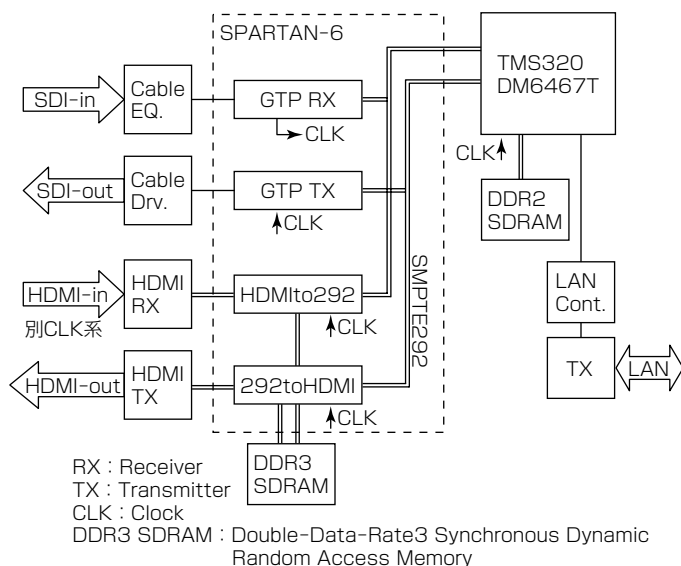 SPARTAN-6
TMS320
DM6467T
Cable
EQ.
GTP RX
SDI-in
CLK
CLK
Cable
Drv.
GTP TX
SDI-out
CLK
DDR2
SDRAM
HDMI
RX
HDMI-in
HDMIto292
別CLK系
CLK
SMPTE292
LAN
Cont.
HDMI
TX
HDMI-out
292toHDMI
CLK
TX
LAN
DDR3
SDRAM
RX : Receiver
TX : Transmitter
CLK : Clock
DDR3 SDRAM : Double-Data-Rate3 Synchronous Dynamic
Random Access Memory